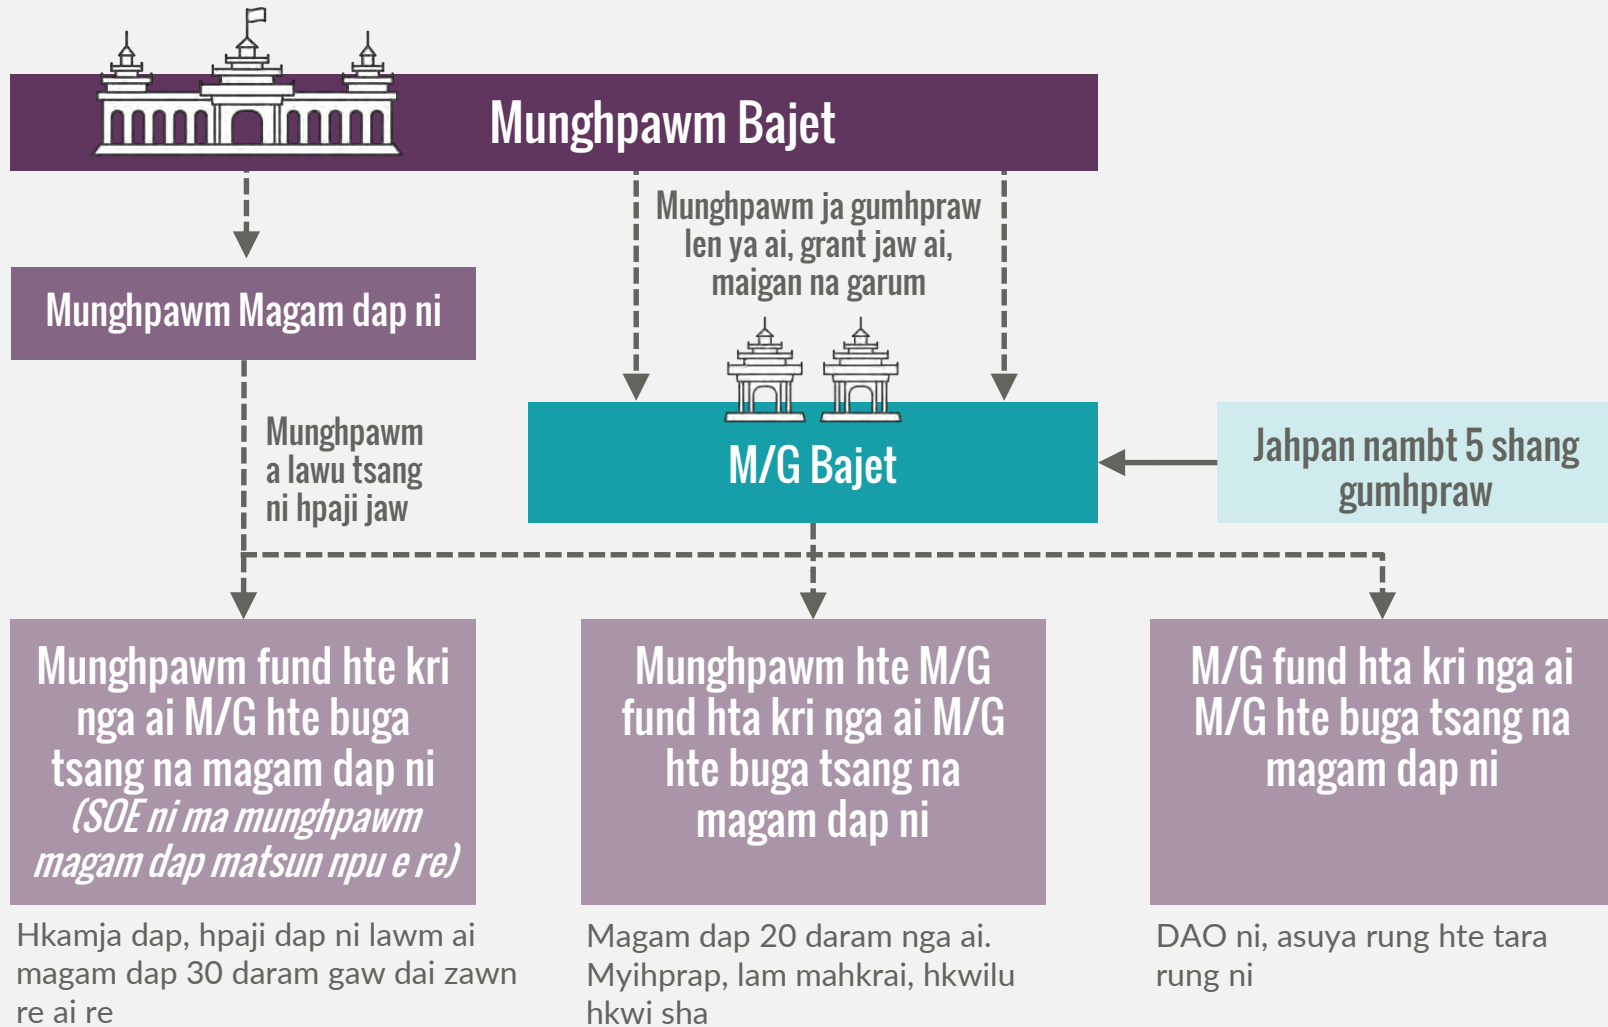 Munghpawm Bajet
Munghpawm ja gumhpraw
len ya ai, grant jaw ai,
maigan na garum
Munghpawm Magam dap ni
Munghpawm
a lawu tsang
ni hpaji jaw
M/G Bajet
Jahpan nambt 5 shang
gumhpraw
Munghpawm fund hte kri
nga ai M/G hte buga
tsang na magam dap ni
(SOE ni ma munghpawm
magam dap matsun npu e re)
Munghpawm hte M/G
fund hta kri nga ai M/G
hte buga tsang na
magam dap ni
M/G fund hta kri nga ai
M/G hte buga tsang na
magam dap ni
Hkamja dap, hpaji dap ni lawm ai
magam dap 30 daram gaw dai zawn
re ai re
Magam dap 20 daram nga ai.
Myihprap, lam mahkrai, hkwilu
hkwi sha
DAO ni, asuya rung hte tara
rung ni